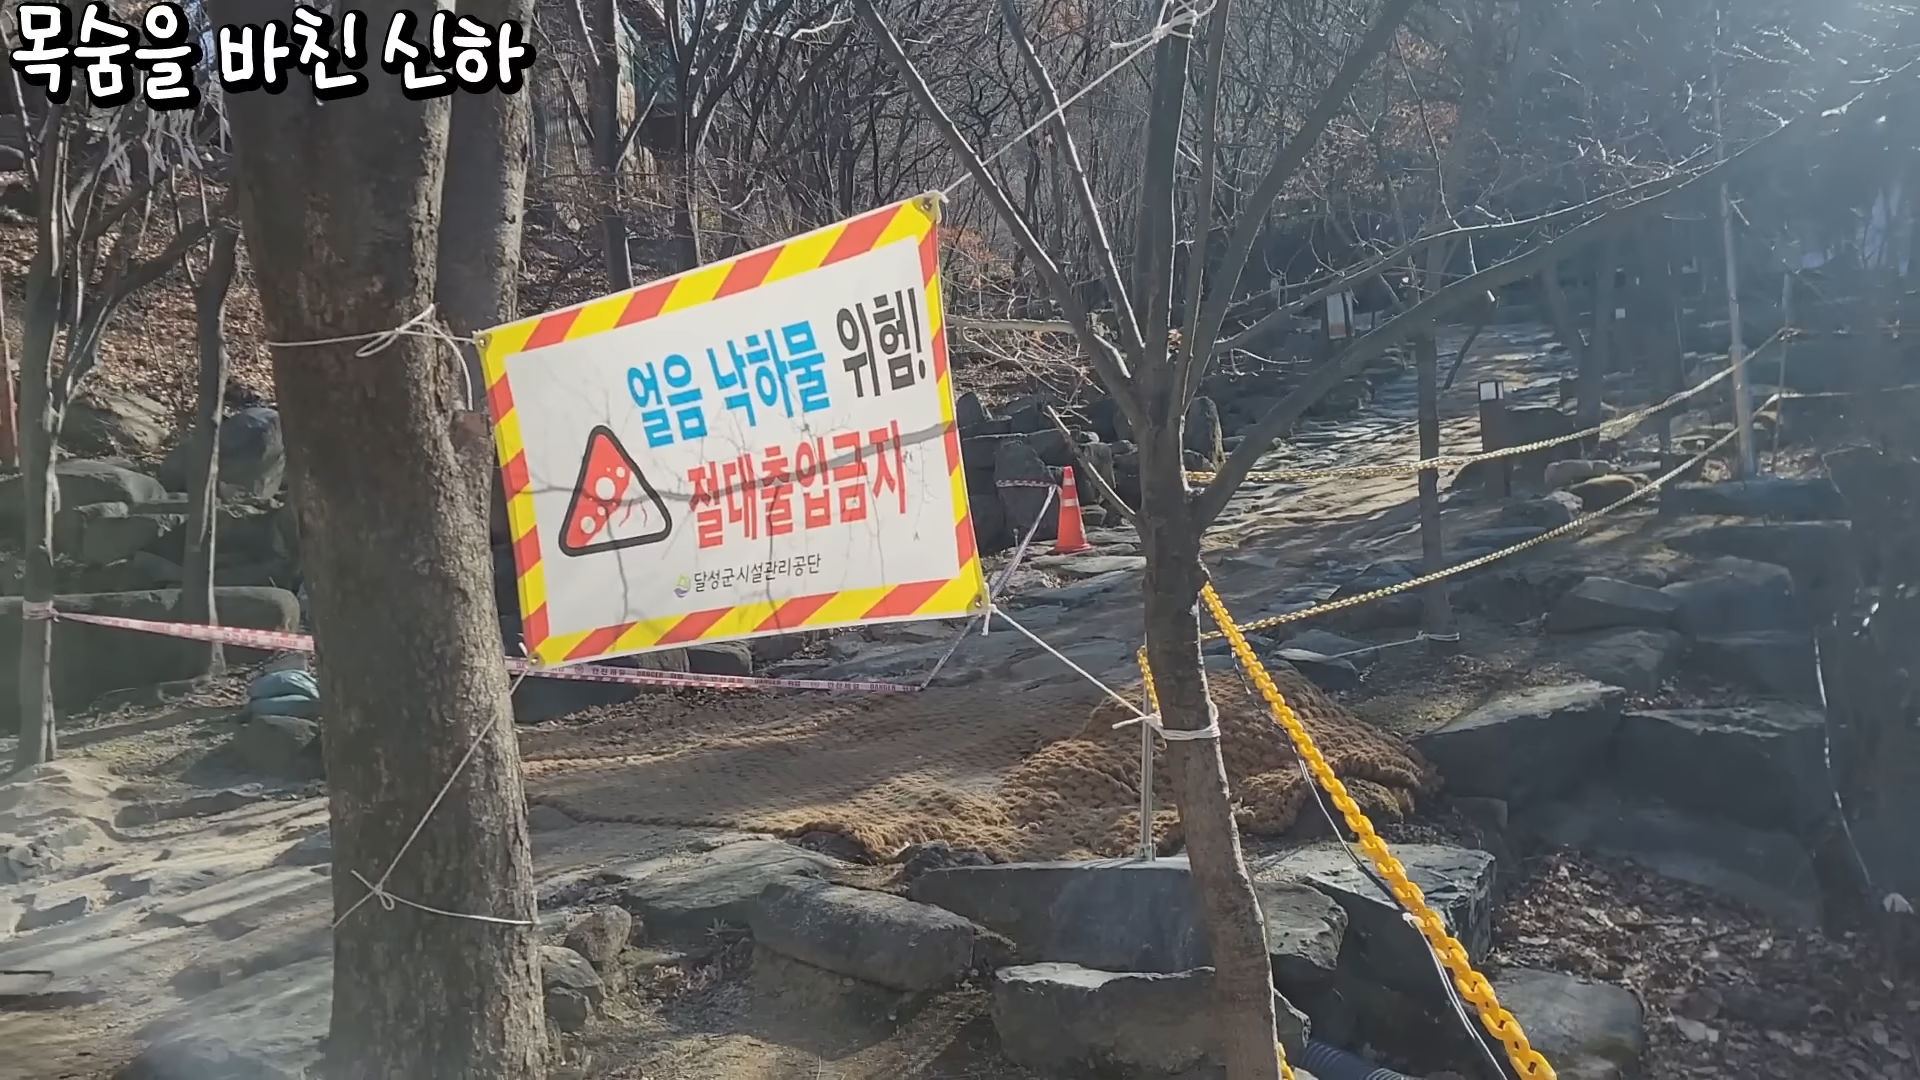 목숨을 바친 신하
얼음 낙하물 위험!
절대출입금지
달성군시설관리공단